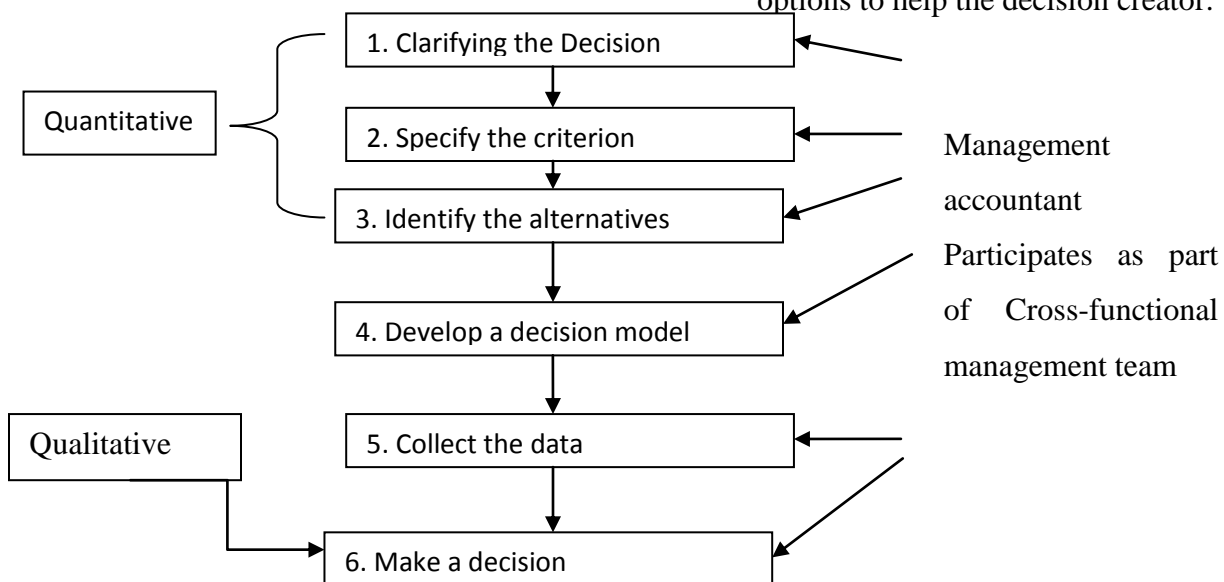 options to help the decision creator.
1. Clarifying the Decision
Quantitative
2. Specify the criterion
3. Identify the alternatives
4. Develop a decision model
Management
accountant
Participates as part
of Cross-functional
management team
Qualitative
5. Collect the data
6. Make a decision